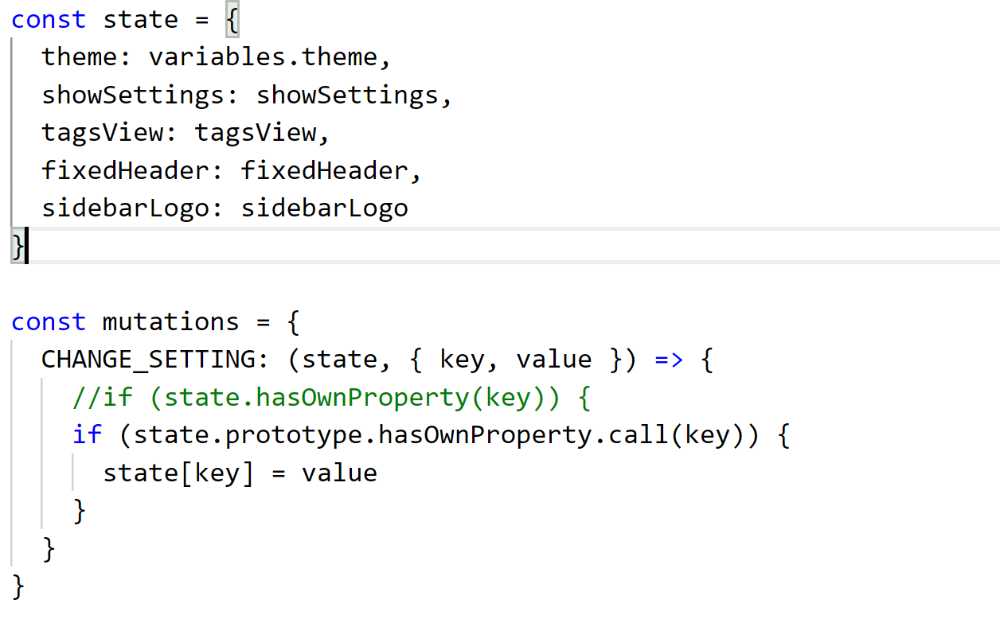 const state = {
  theme: variables.theme,
  showSettings: showSettings,
  tagsView: tagsView,
  fixedHeader: fixedHeader,
  sidebarLogo: sidebarLogo
}
const mutations = {
  CHANGE_SETTING: (state, { key, value }) => {
    //if (state.hasOwnProperty(key)) {
    if (state.prototype.hasOwnProperty.call(key)) {
      state[key] = value
    }
  }
}